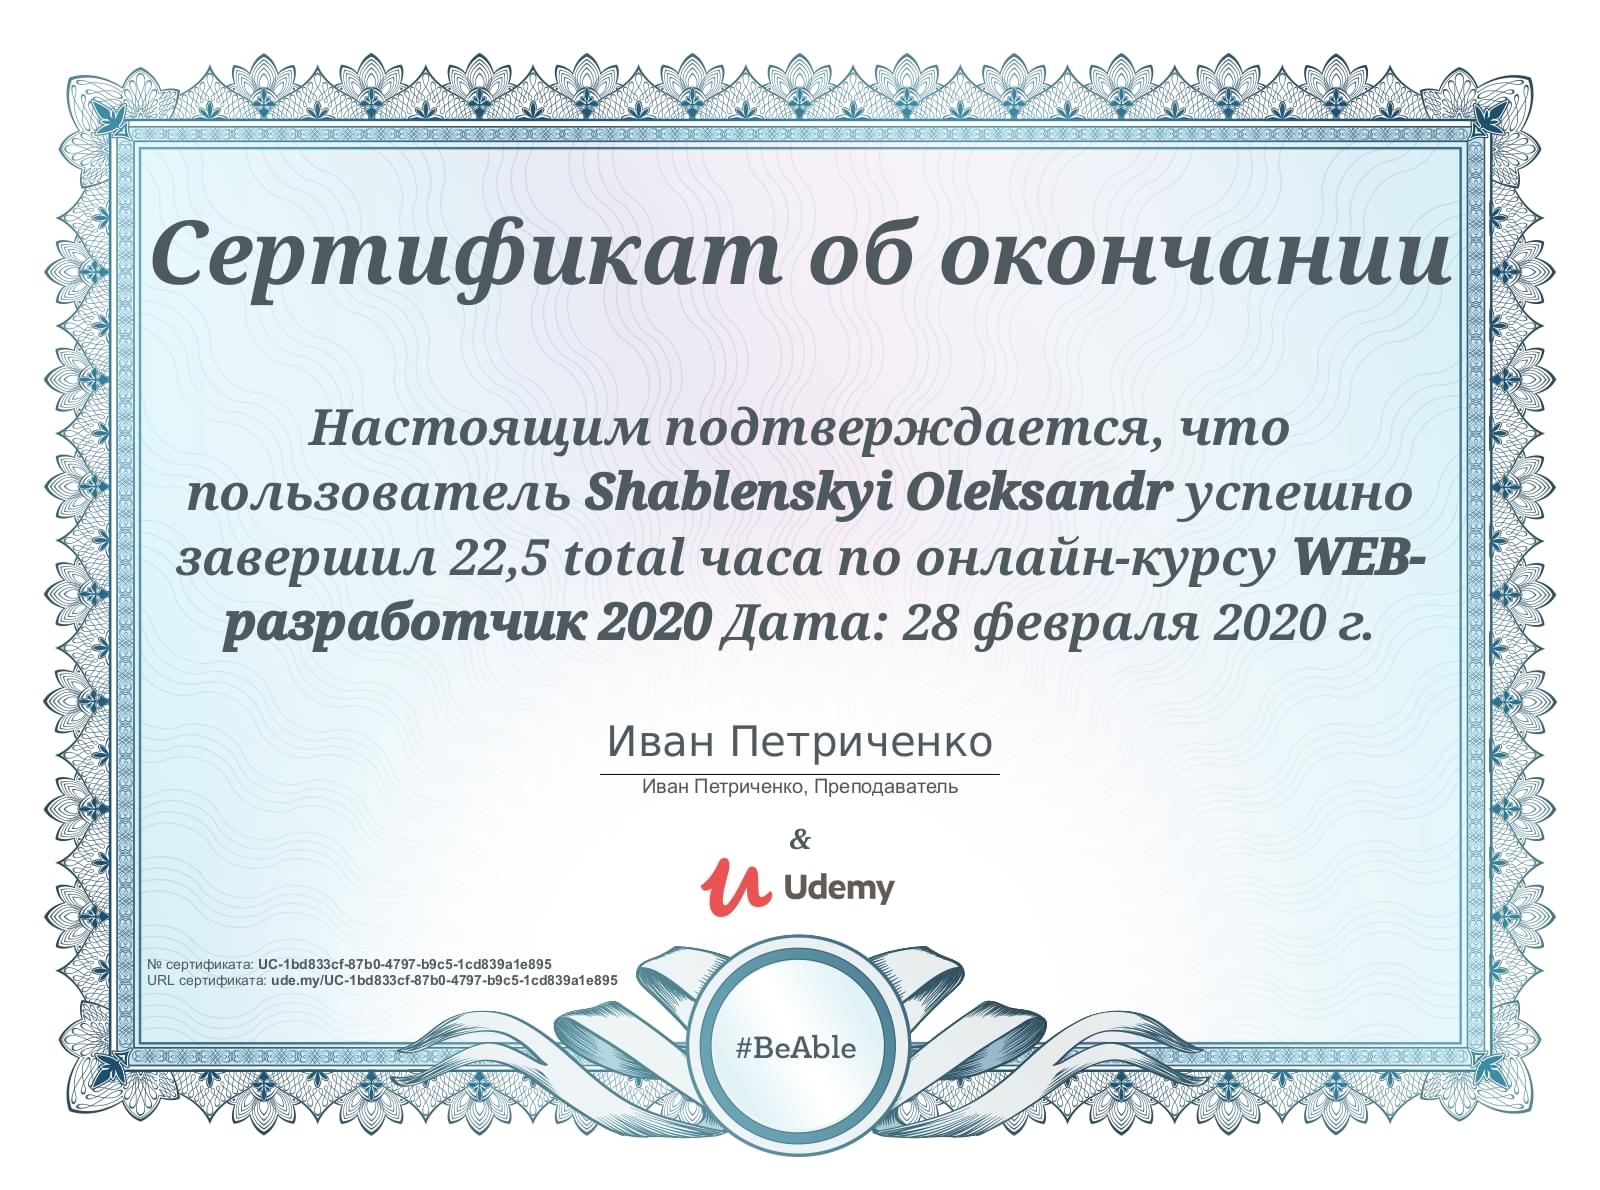 Сертификат об окончании
Настоящим подтверждается, что
пользователь Shablenskyi Oleksandr успешно
завершил 22,5 total часа по онлайн-курсу WEB-
разработчик 2020 Дата: 28 февраля 2020 г.
Иван Петриченко
Иван Петриченко, Преподаватель
&
Udemy
№ сертификата: UC-1bd833cf-87b0-4797-b9c5-1cd839a1e895
URL сертификата: ude.my/UC-1bd833cf-87b0-4797-b9c5-1cd839a1e895
#BeAble